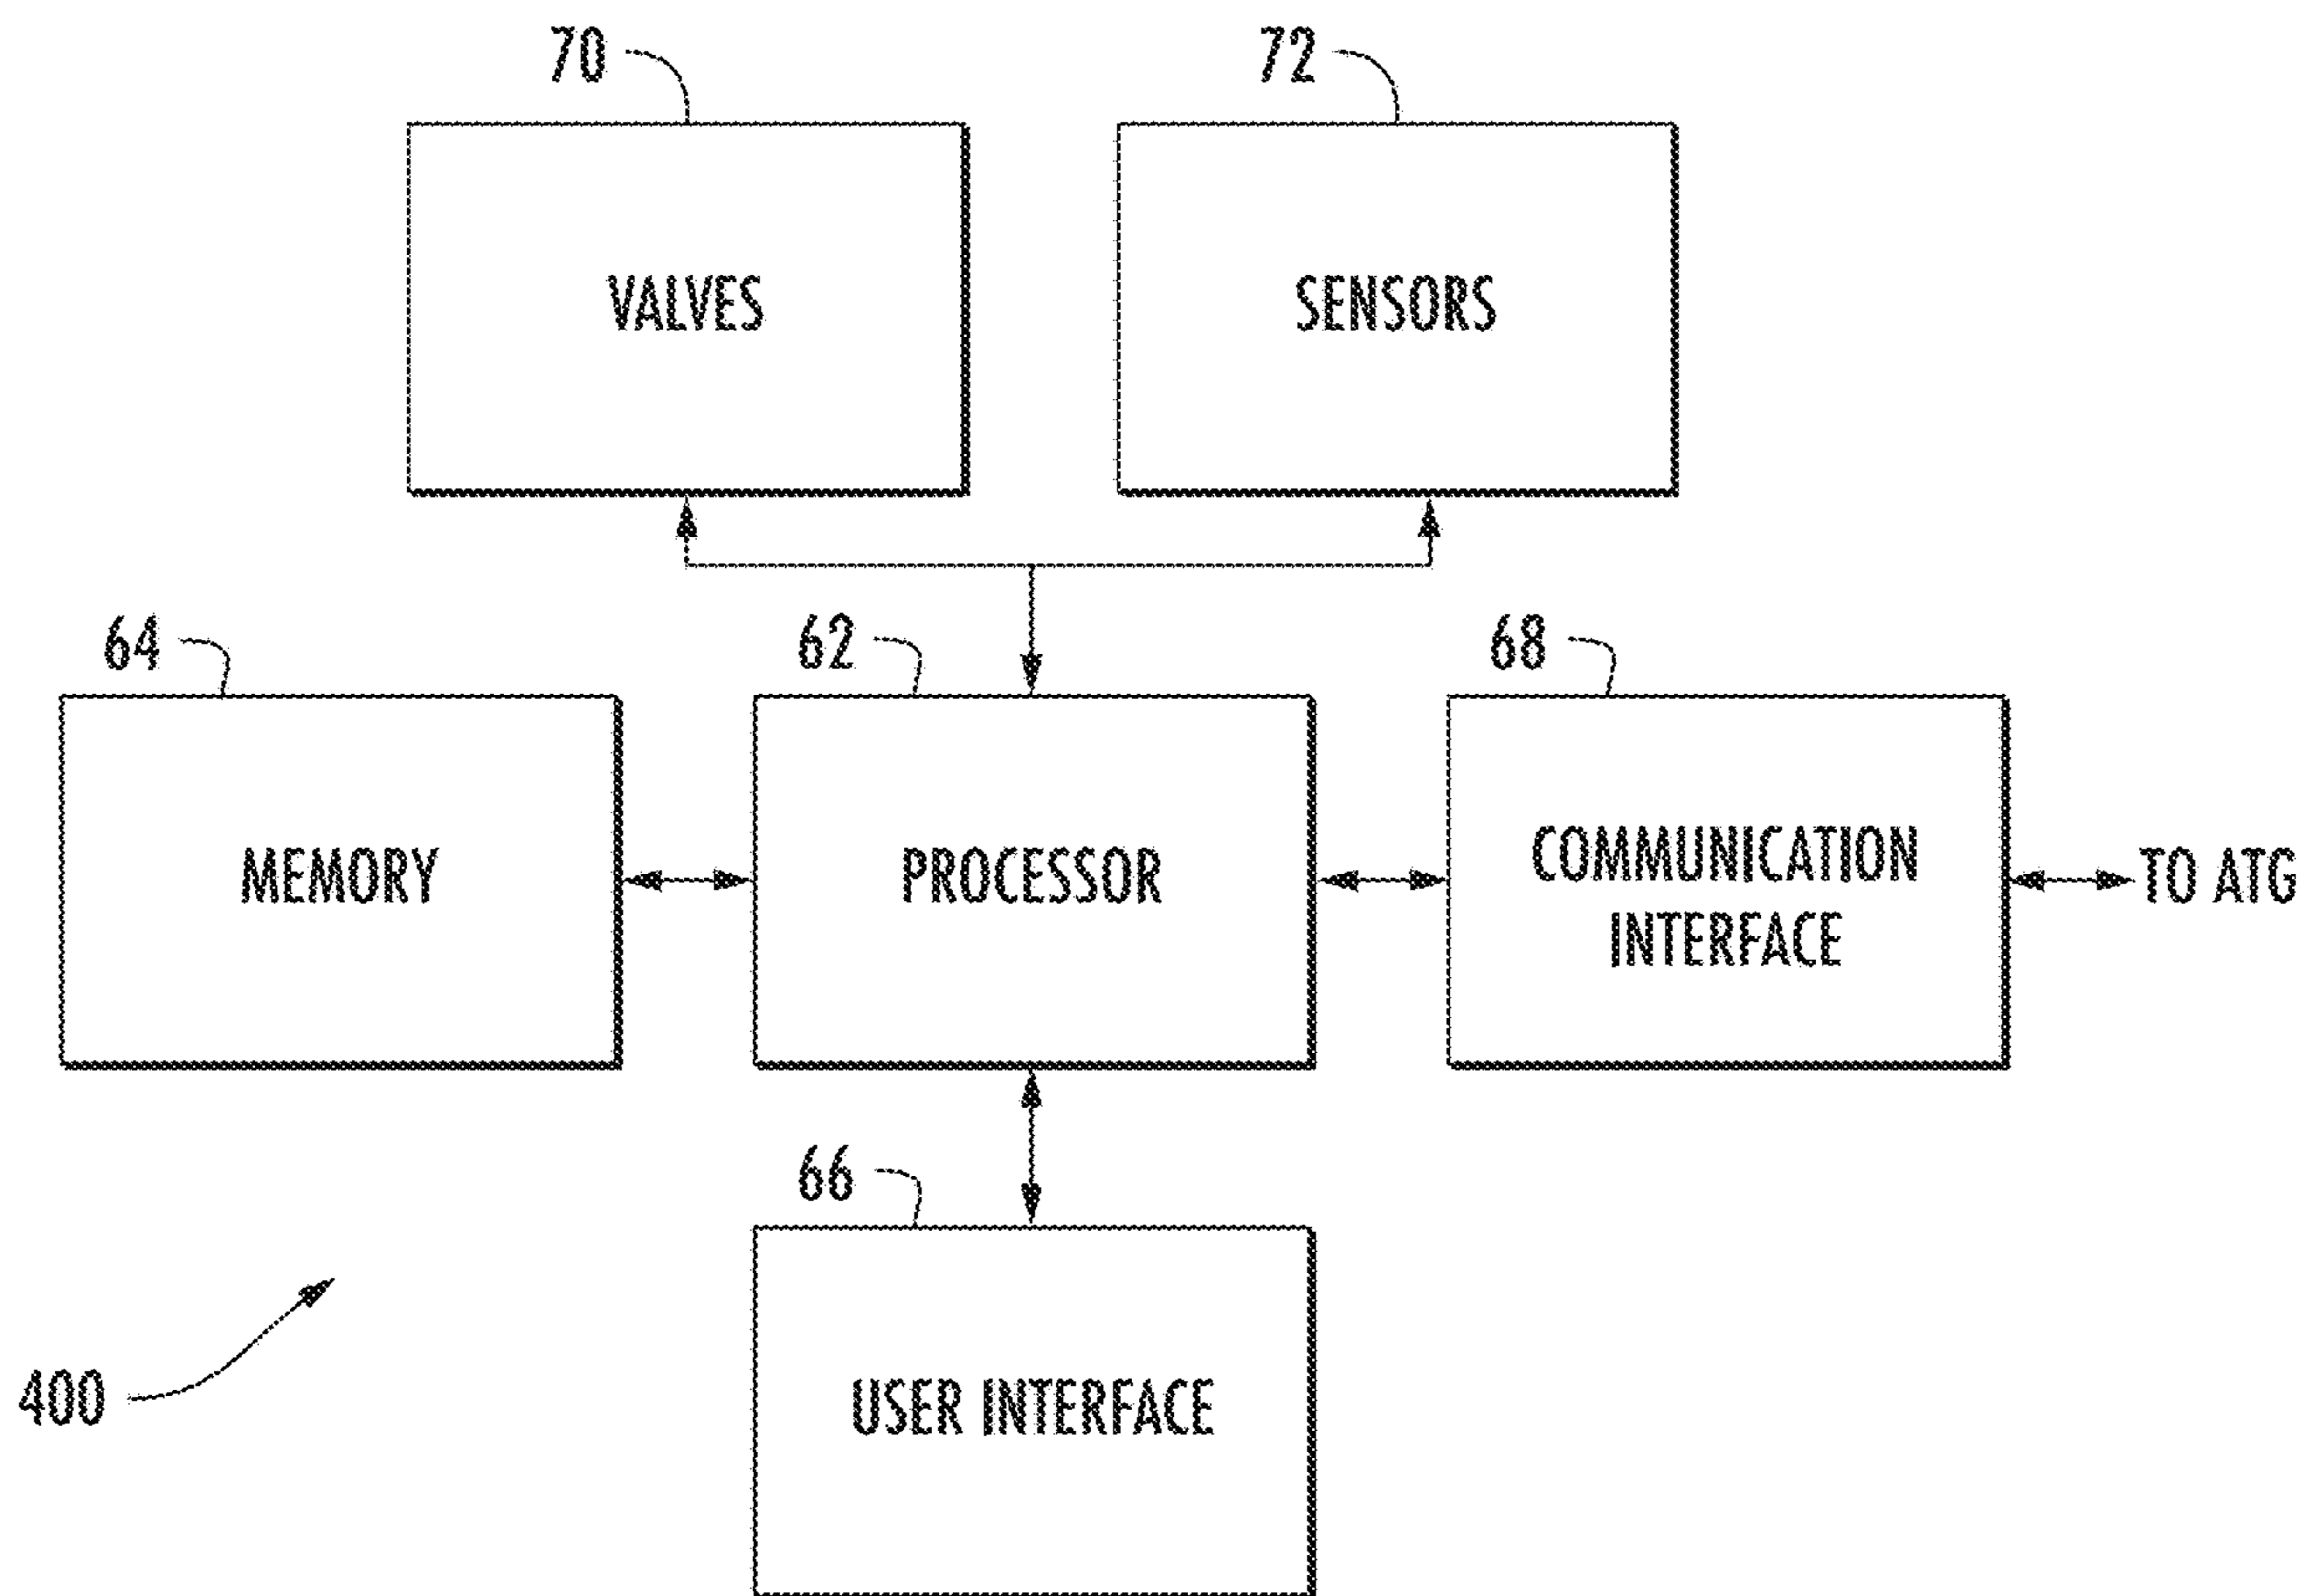 70
72
VALVES
SENSORS
64
62
68
MEMORY
PROCESSOR
COMMUNICATION
INTERFACE
TO ATG
66
400
USER INTERFACE